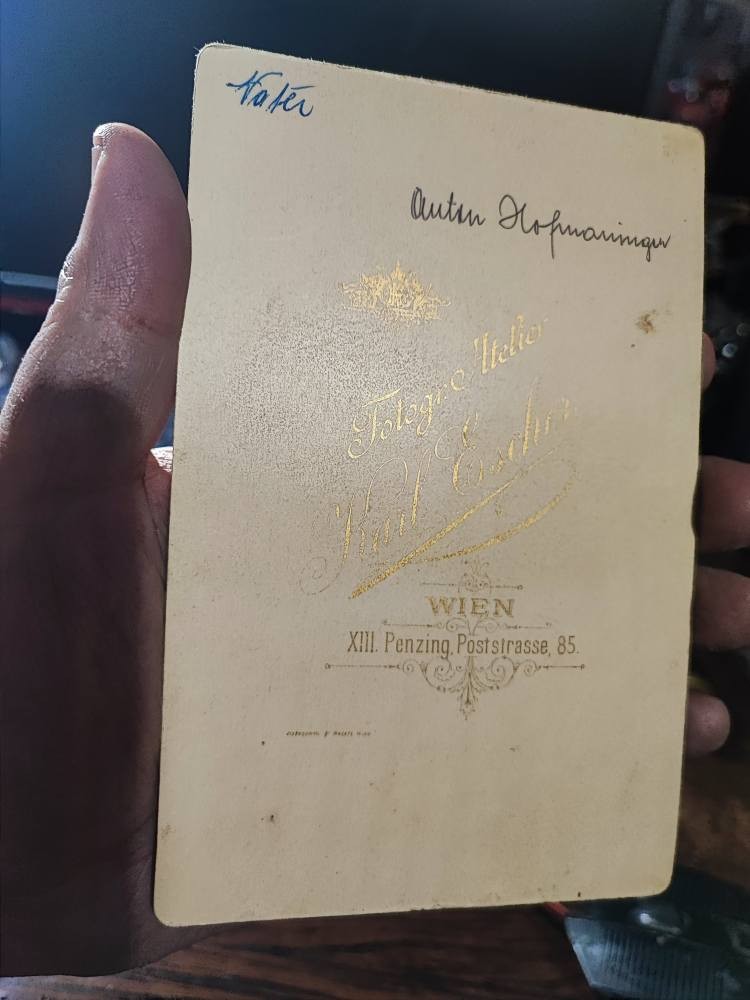 Vater
Anton Hofmaninger
Fotogr. Atelier
Karl Escher
WIEN
XIII. Penzing, Poststrasse, 85.